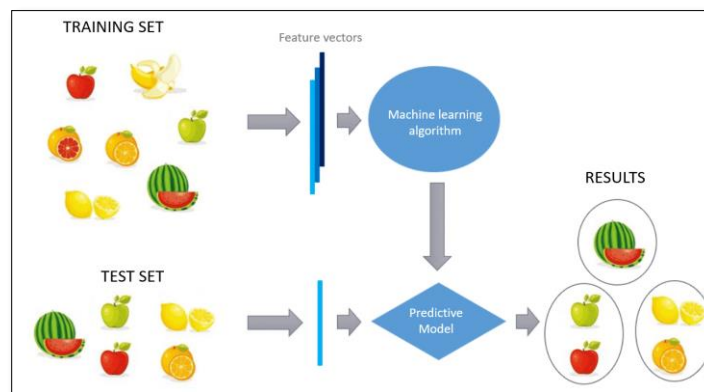 TRAINING SET
Feature vectors
Machine learning
algorithm
RESULTS
TEST SET
Predictive
Model